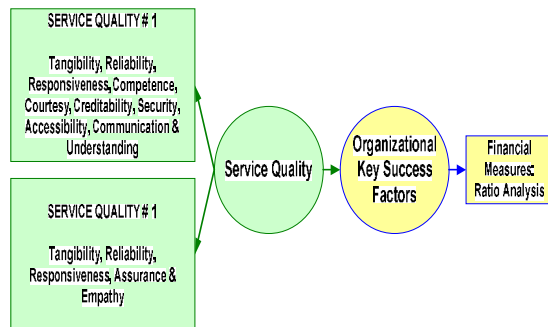 SERVICE QUALITY # 1
Tangibility, Reliability,
Responsiveness, Competence,
Courtesy, Creditability, Security,
Accessibility, Communication &
Understanding
SERVICE QUALITY # 1
Tangibility, Reliability,
Responsiveness, Assurance &
Empathy
Service Quality
Organizational
Key Success
Factors
Financial
Measures:
Ratio Analysis